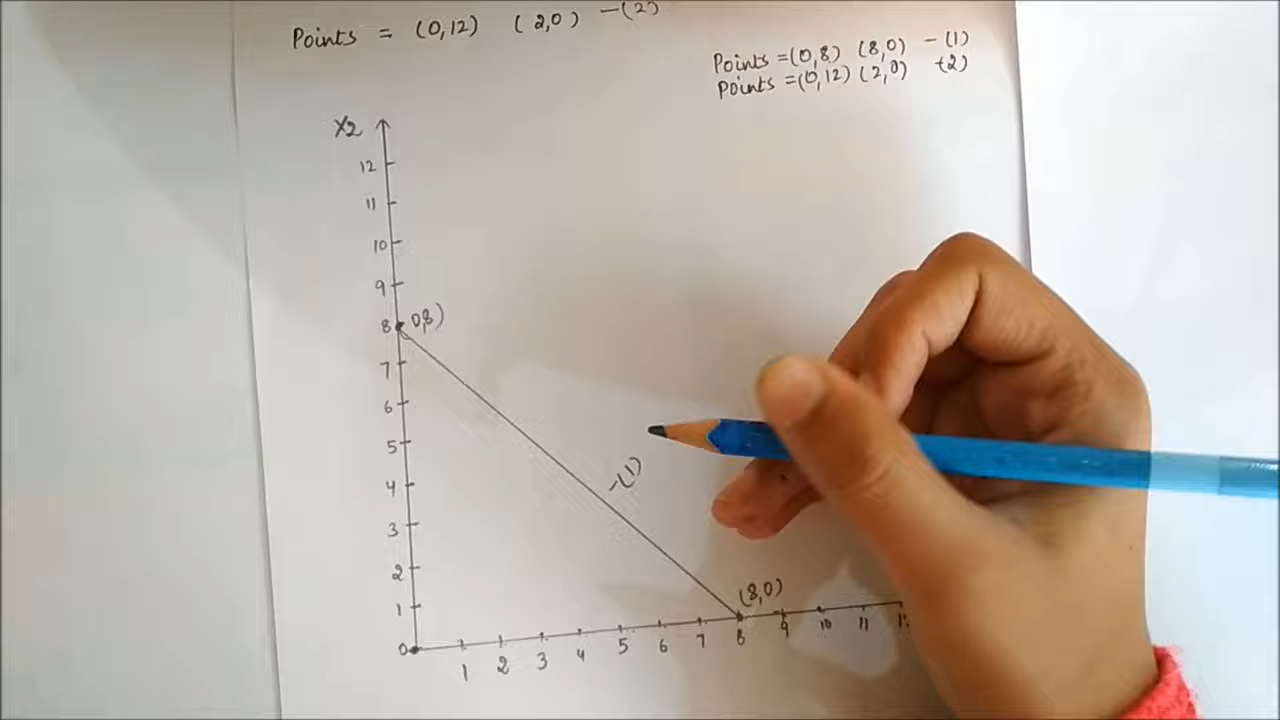 Points = (0,12) (2,0) -(2)
Points =(0,8) (8,0) -(1)
Points =(0,12) (2,0) -(2)
X2
12
11
10
9
8 0,8)
7
6
5
4 -(1)
3
2
1 (8,0)
0
1 2 3 4 5 6 7 8 9 10 11